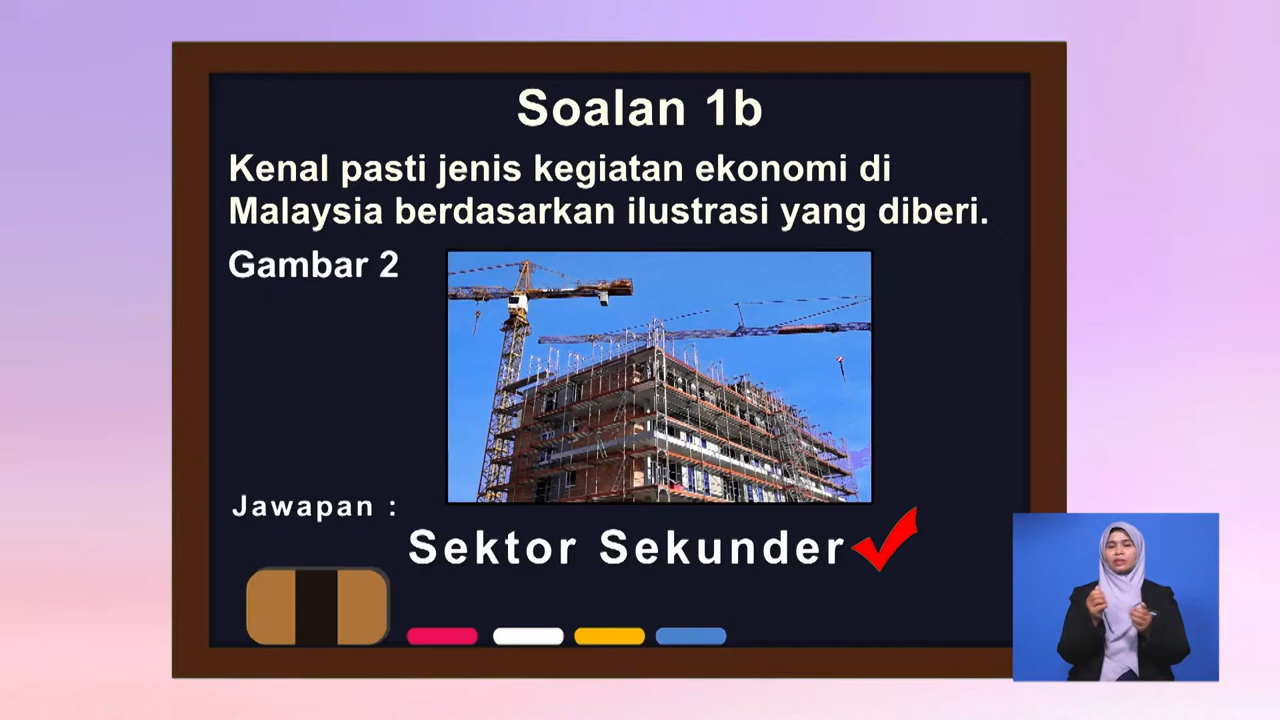 Soalan 1b
Kenal pasti jenis kegiatan ekonomi di
Malaysia berdasarkan ilustrasi yang diberi.
Gambar 2
Jawapan :
Sektor Sekunder